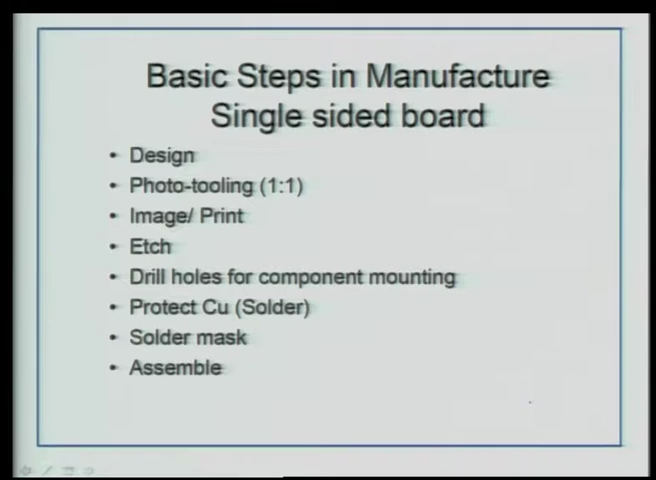 Basic Steps in Manufacture
Single sided board
• Design
• Photo-tooling (1:1)
• Image/ Print
• Etch
• Drill holes for component mounting
• Protect Cu (Solder)
• Solder mask
• Assemble